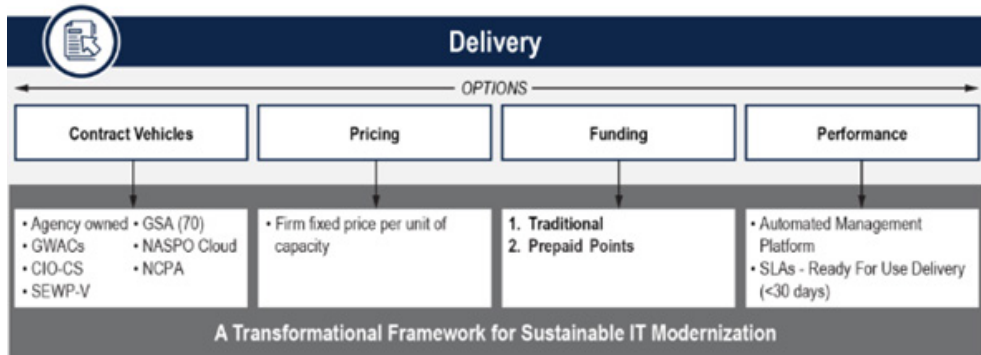 Delivery
OPTIONS
Contract Vehicles
Pricing
Funding
Performance
• Agency owned
• GWACs
• CIO-CS
• SEWP-V
• GSA (70)
• NASPO Cloud
• NCPA
• Firm fixed price per unit of
capacity
1. Traditional
2. Prepaid Points
• Automated Management
Platform
• SLAs - Ready For Use Delivery
(<30 days)
A Transformational Framework for Sustainable IT Modernization